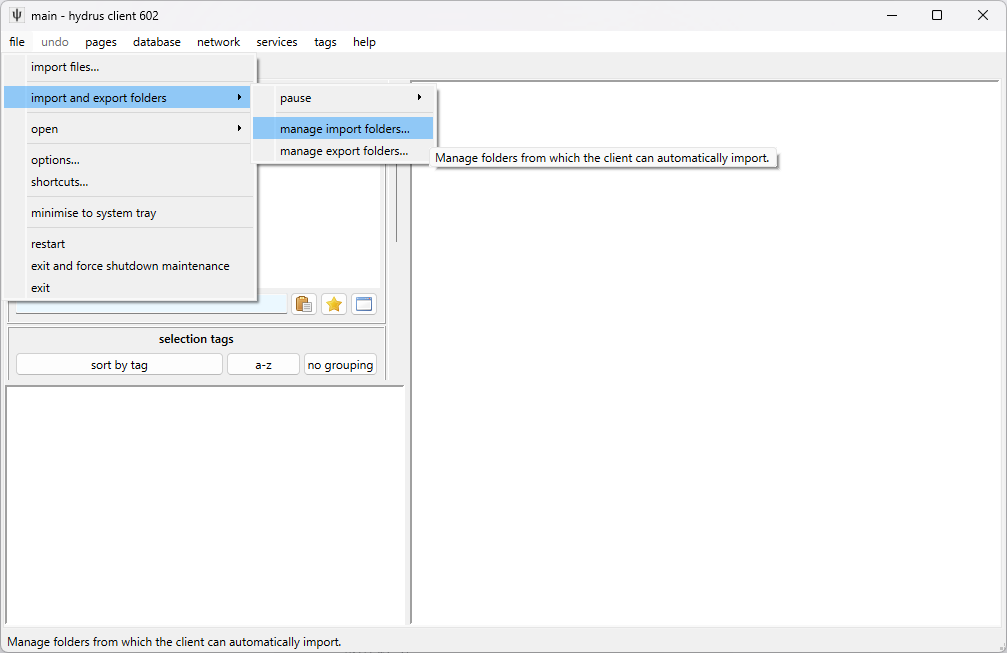 main - hydrus client 602
file undo pages database network services tags help
import files...
import and export folders
open
options...
shortcuts...
minimise to system tray
restart
exit and force shutdown maintenance
exit
pause
manage import folders...
manage export folders...
Manage folders from which the client can automatically import.
selection tags
sort by tag a-z no grouping
Manage folders from which the client can automatically import.